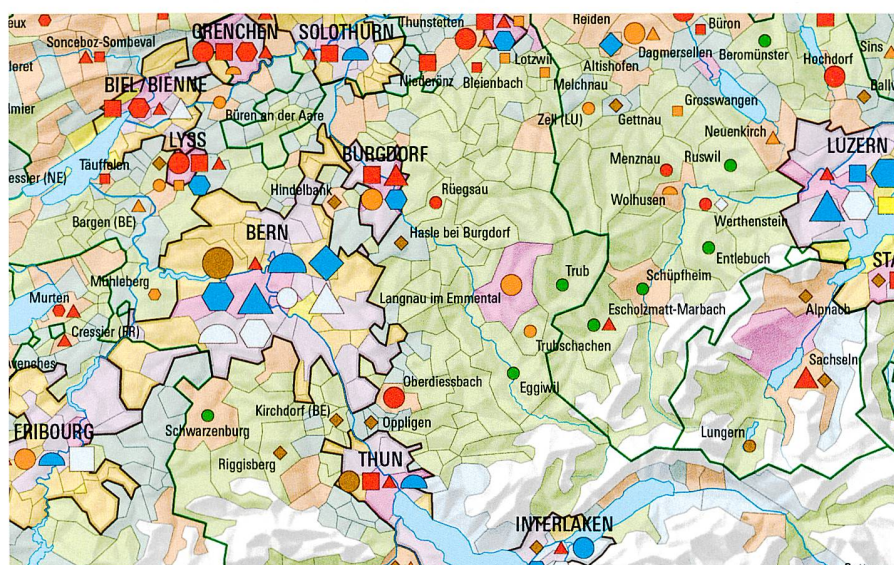 Thunstetten
Reiden
GRENCHEN
SOLOTHURN
Büron
Sonceboz-Sombeval
Dagmersellen
Beromünster
Sins
Lotzwil
Altishofen
Hochdorf
Niederönz
Bleienbach
Melchnau
BIEL/BIENNE
Grosswangen
Büren an der Aare
Zell (LU)
Gettnau
Neuenkirch
LYSS
BURGDORF
LUZERN
Täuffelen
Menznau
Ruswil
(NE)
Hindelbank
Rüegsau
Wolhusen
Bargen (BE)
Werthenstein
BERN
Hasle bei Burgdorf
Entlebuch
Trub
Schüpfheim
Mühleberg
Murten
Langnau im Emmental
Escholzmatt-Marbach
Alpnach
Cressier (FR)
Trubschachen
Sachseln
Oberdiessbach
Eggiwil
Kirchdorf (BE)
Oppligen
FRIBOURG
Schwarzenburg
Lungern
Riggisberg
THUN
INTERLAKEN